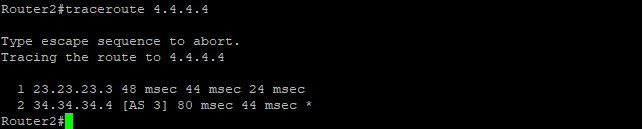 Router2#traceroute 4.4.4.4
Type escape sequence to abort.
Tracing the route to 4.4.4.4
1 23.23.23.3 48 msec 44 msec 24 msec
2 34.34.34.4 [AS 3] 80 msec 44 msec *
Router2#